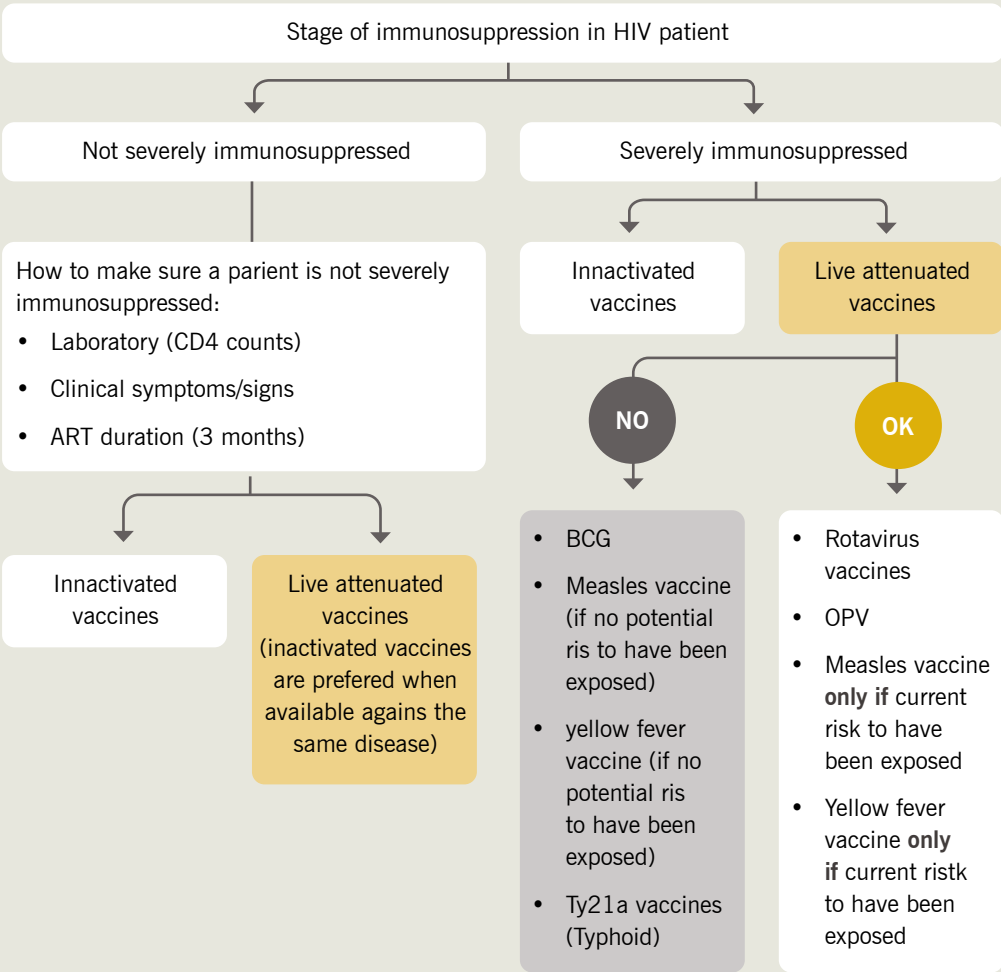 Stage of immunosuppression in HIV patient
Not severely immunosuppressed
How to make sure a parient is not severely
immunosuppressed:
• Laboratory (CD4 counts)
• Clinical symptoms/signs
• ART duration (3 months)
Innactivated
vaccines
Live attenuated
vaccines
(inactivated vaccines
are prefered when
available agains the
same disease)
Severely immunosuppressed
Innactivated
vaccines
Live attenuated
vaccines
NO
• BCG
• Measles vaccine
(if no potential
ris to have been
exposed)
• yellow fever
vaccine (if no
potential ris
to have been
exposed)
• Ty21a vaccines
(Typhoid)
OK
• Rotavirus
vaccines
• OPV
• Measles vaccine
only if current
risk to have
been exposed
• Yellow fever
vaccine only
if current ristk
to have been
exposed